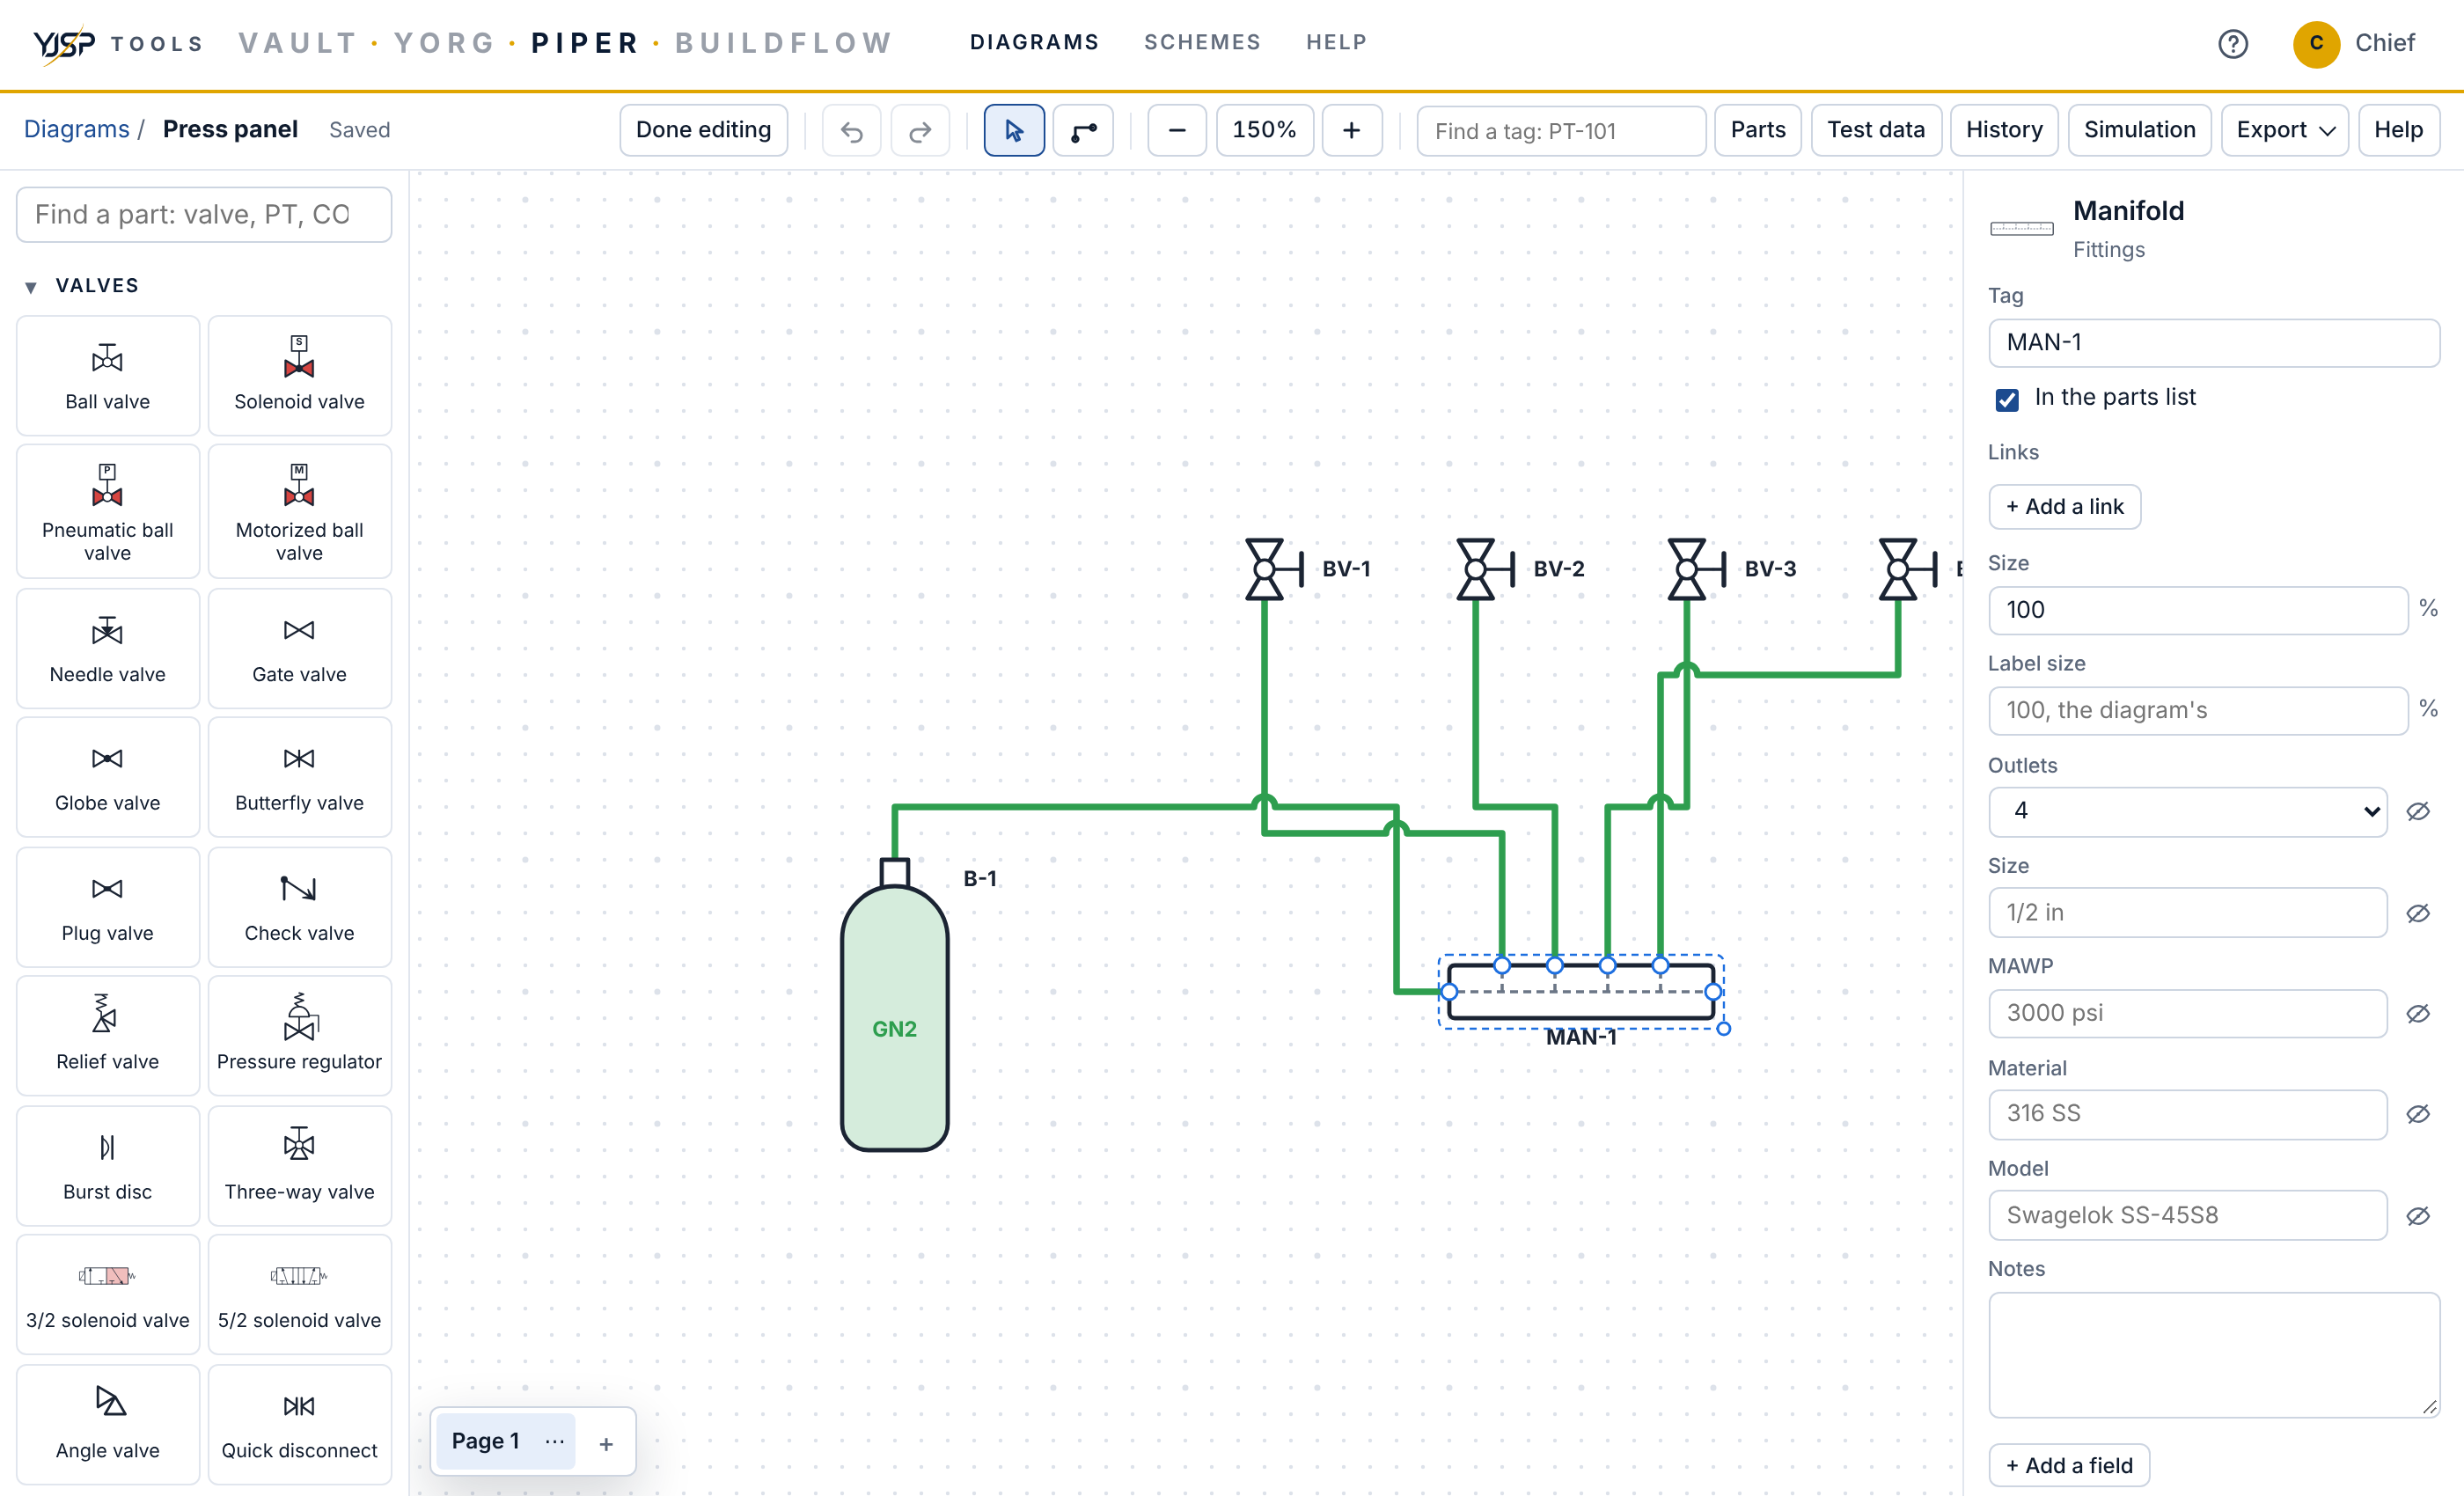 YJSP TOOLS VAULT · YORG · PIPER · BUILDFLOW DIAGRAMS SCHEMES HELP ? C Chief
Diagrams / Press panel Saved Done editing − 150% + Find a tag: PT-101 Parts Test data History Simulation Export Help
Find a part: valve, PT, CO
VALVES
Ball valve
S
Solenoid valve
P
Pneumatic ball
valve
M
Motorized ball
valve
Needle valve
Gate valve
Globe valve
Butterfly valve
Plug valve
Check valve
Relief valve
Pressure regulator
Burst disc
Three-way valve
3/2 solenoid valve
5/2 solenoid valve
Angle valve
Quick disconnect
BV-1
BV-2
BV-3
B-1
GN2
MAN-1
Page 1 ... +
Manifold
Fittings
Tag
MAN-1
In the parts list
Links
+ Add a link
Size
100 %
Label size
100, the diagram's %
Outlets
4
Size
1/2 in
MAWP
3000 psi
Material
316 SS
Model
Swagelok SS-45S8
Notes
+ Add a field